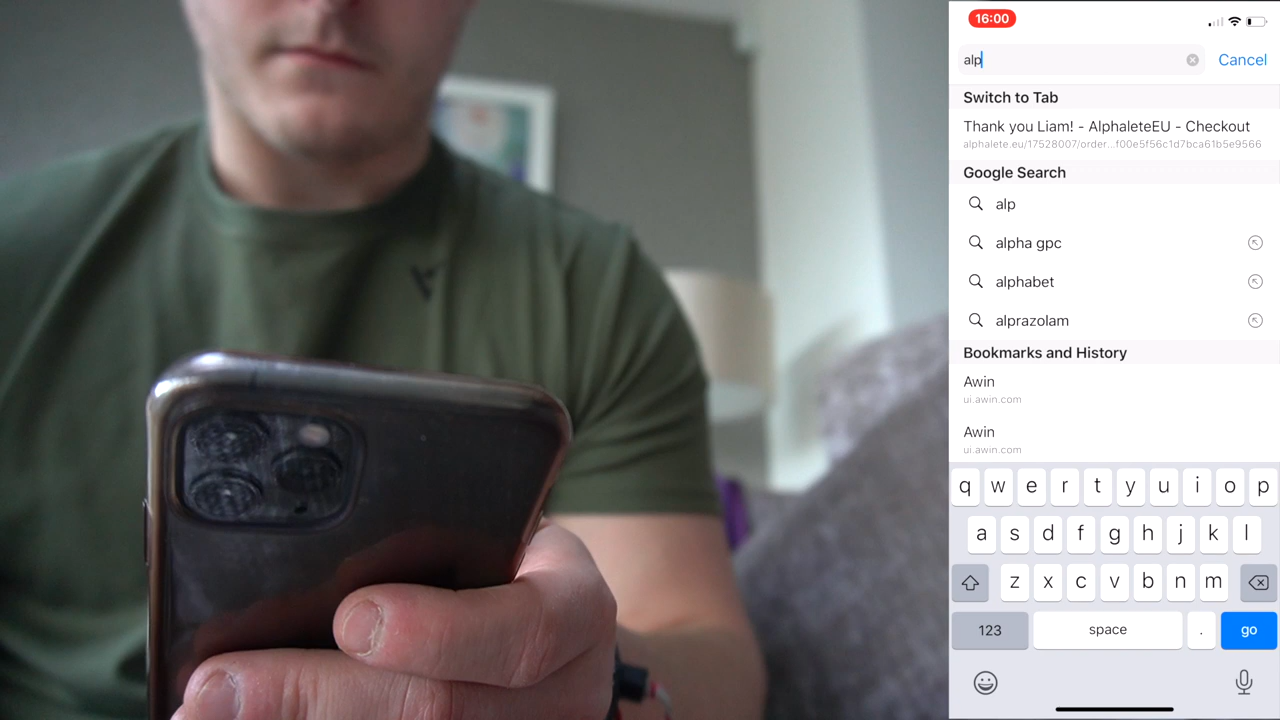 16:00
alp
Cancel
Switch to Tab
Thank you Liam! - AlphaleteEU - Checkout
alphalete.eu/17528007/order...f00e5f56c1d7bca61b5e9566
Google Search
alp
alpha gpc
alphabet
alprazolam
Bookmarks and History
Awin
ui.awin.com
Awin
ui.awin.com
q w e r t y u i o p
a s d f g h j k l
z x c v b n m
123 space . go